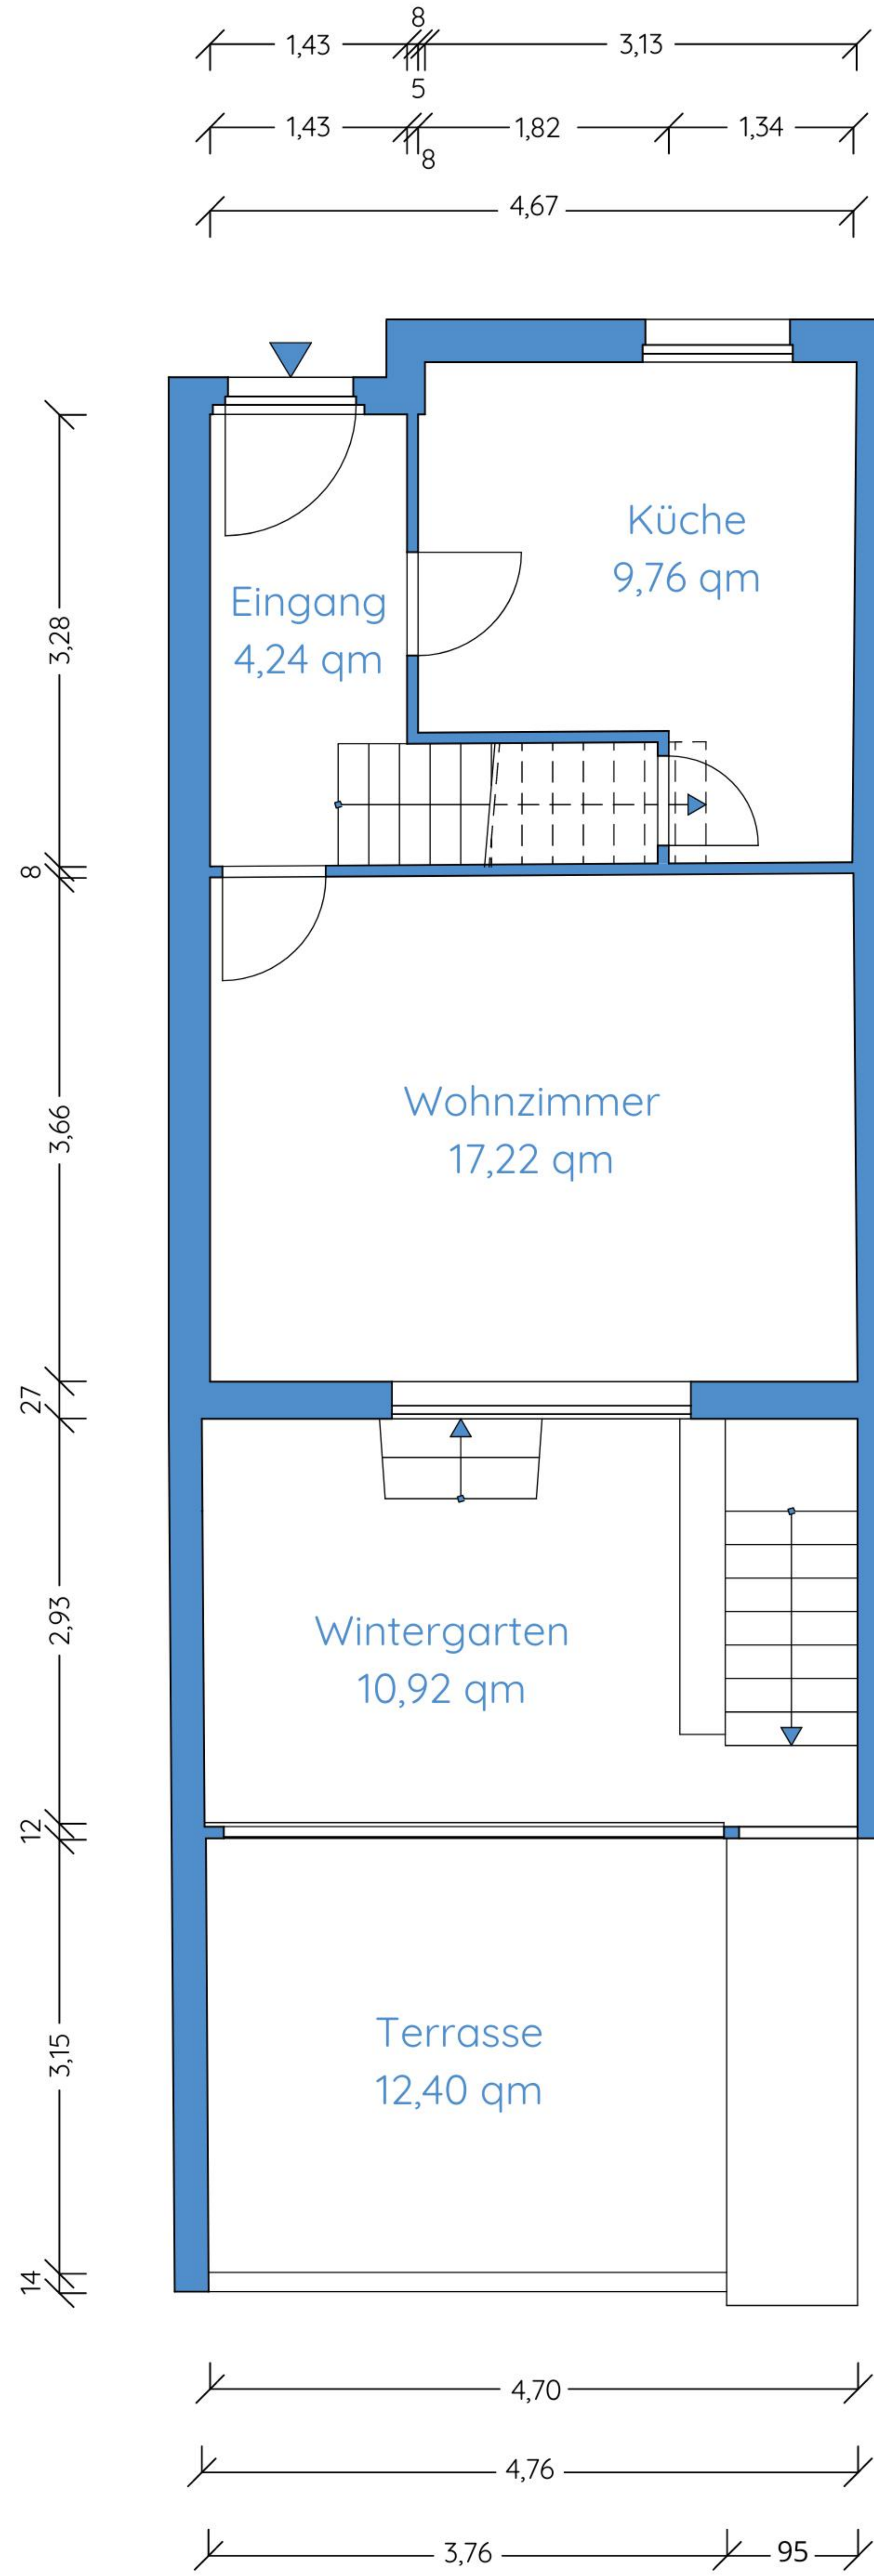 8
1,43
3,13
5
1,43
1,82
1,34
8
4,67
Küche
9,76 qm
Eingang
4,24 qm
3,28
8
Wohnzimmer
17,22 qm
3,66
27
Wintergarten
10,92 qm
2,93
12
Terrasse
12,40 qm
3,15
14
4,70
4,76
3,76
95